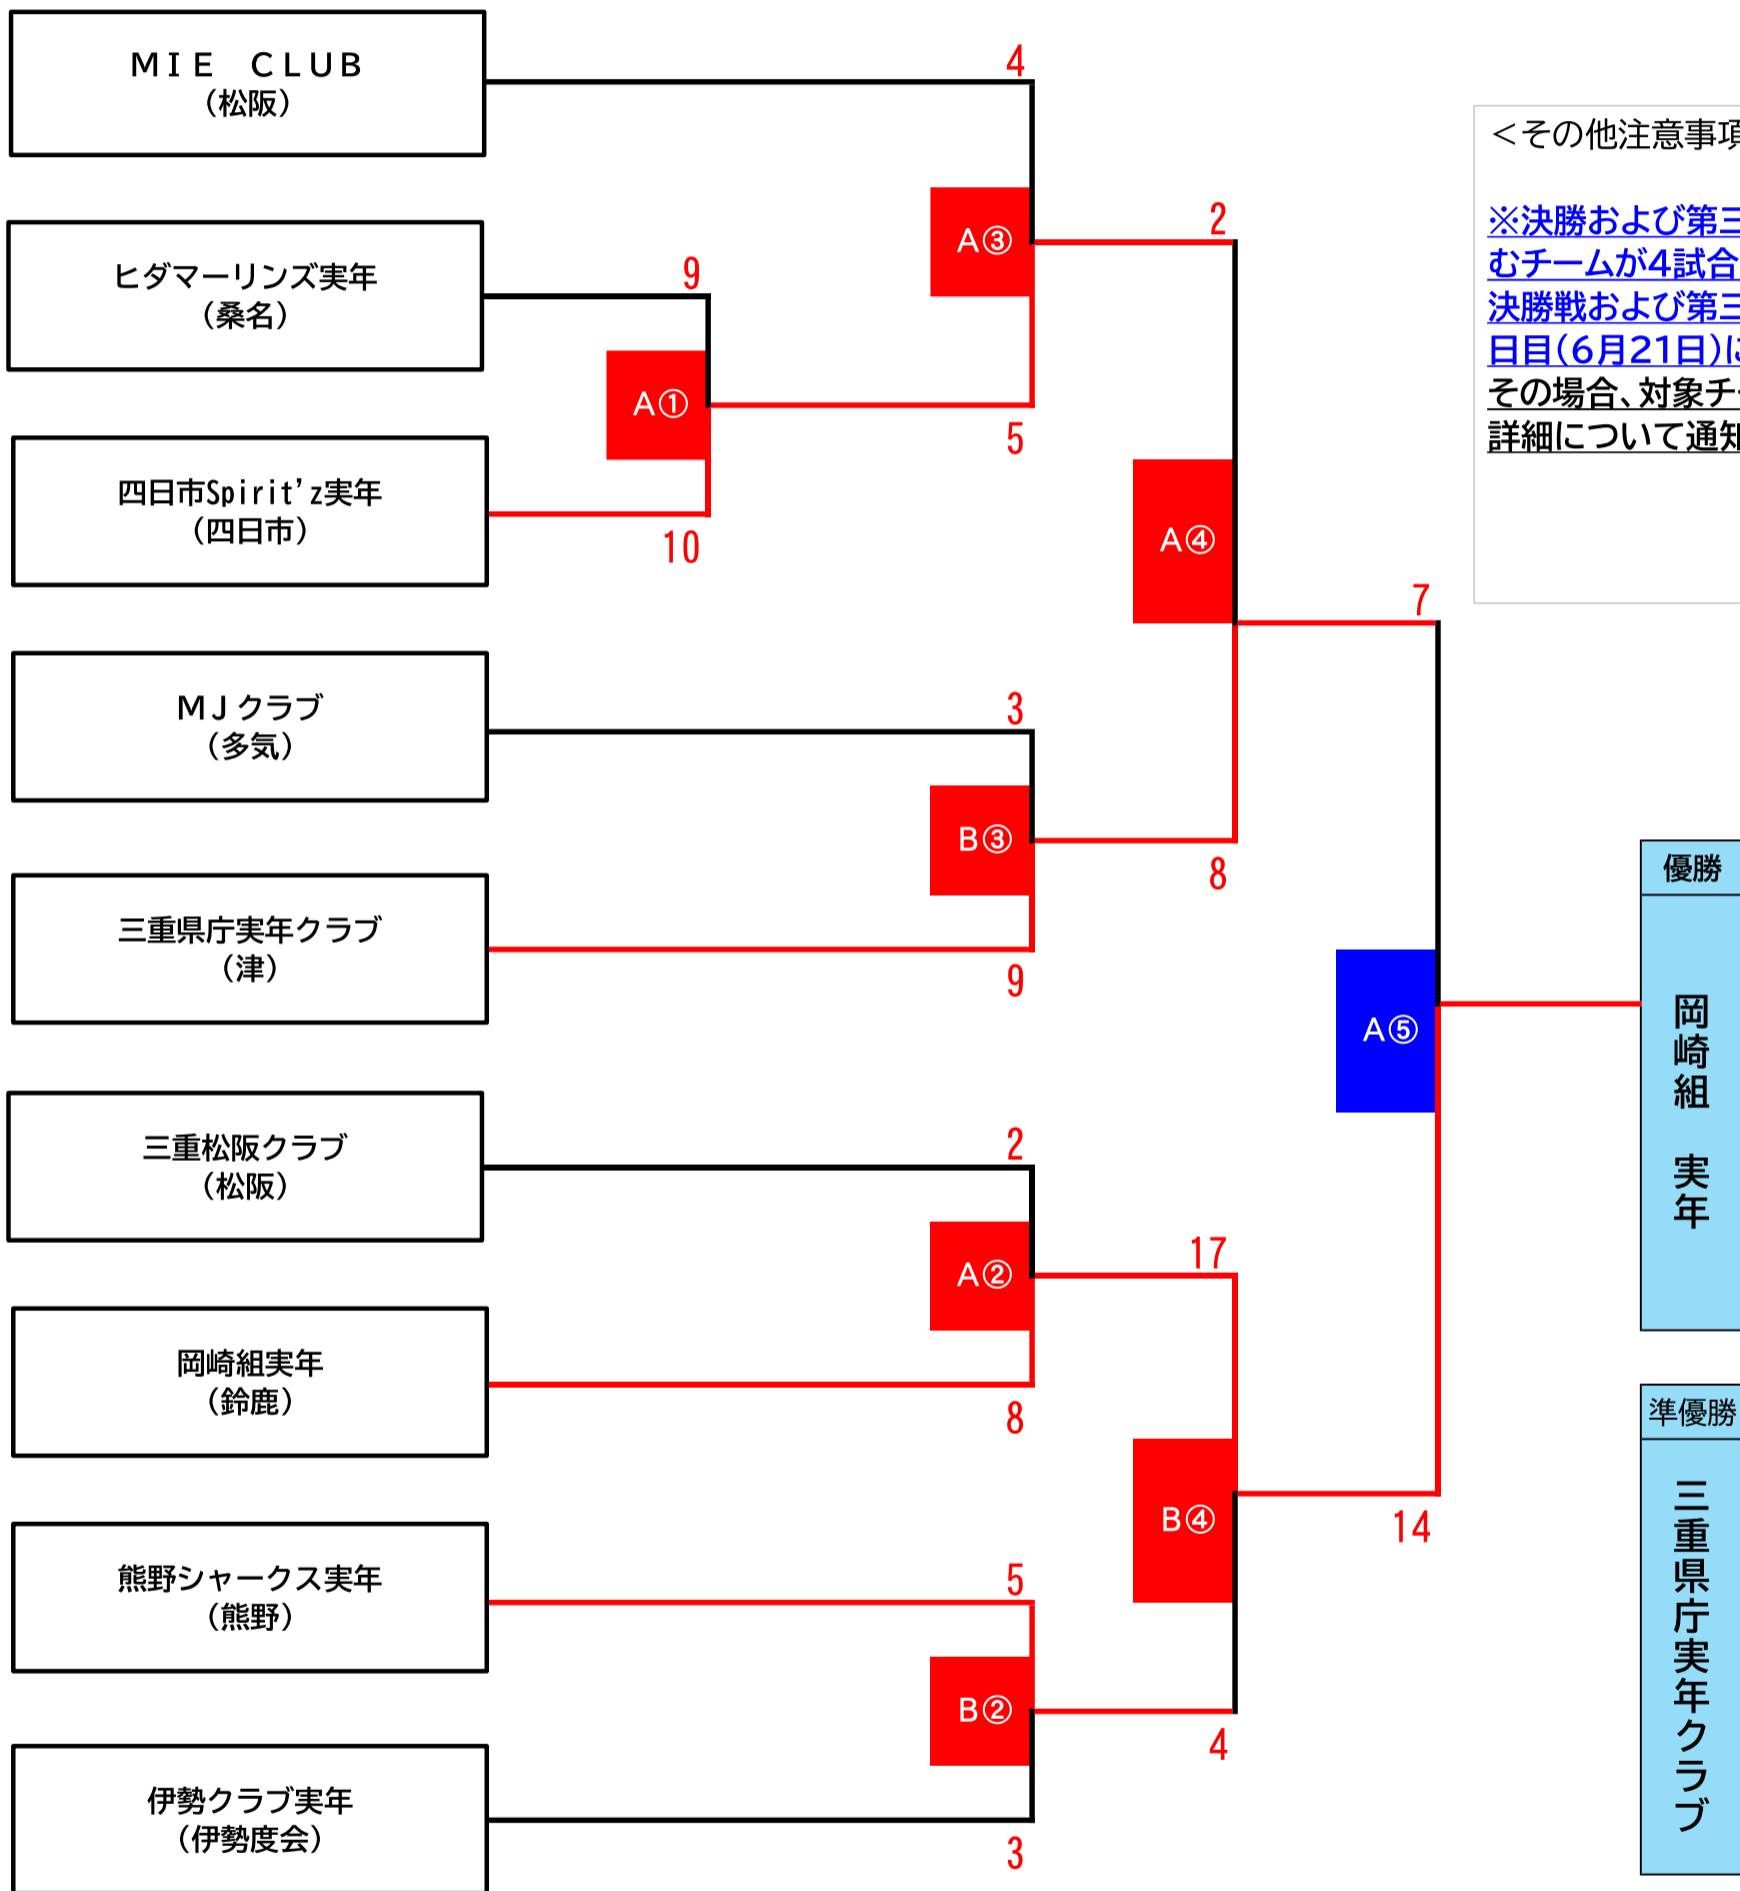 ＭＩＥ　ＣＬＵＢ
（松阪）
4
ヒダマーリンズ実年
（桑名）
9
A③
2
A①
5
四日市Spirit'z実年
（四日市）
10
A④
7
ＭＪクラブ
（多気）
3
B③
8
三重県庁実年クラブ
（津）
9
A⑤
三重松阪クラブ
（松阪）
2
A②
17
岡崎組実年
（鈴鹿）
8
B④
14
熊野シャークス実年
（熊野）
5
B②
4
伊勢クラブ実年
（伊勢度会）
3
＜その他注意事項
※決勝および第三
むチームが4試合
決勝戦および第三
日目（6月21日）に
その場合、対象チ
詳細について通知
優勝
岡崎組　実年
準優勝
三重県庁実年クラブ